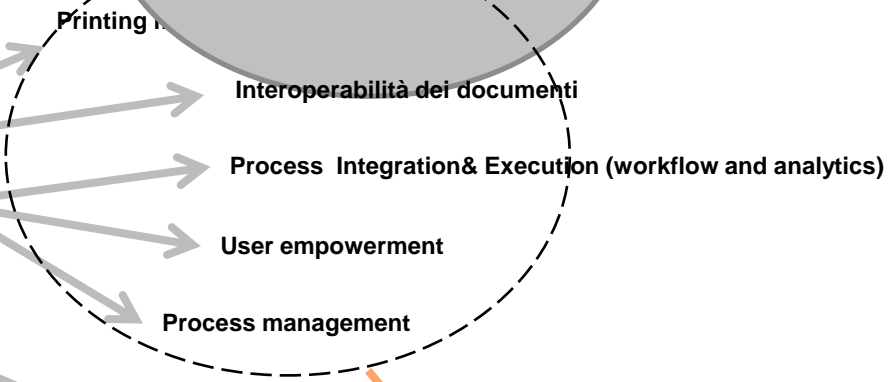 Printing
Interoperabilità dei documenti
Process  Integration& Execution (workflow and analytics)
User empowerment
Process management